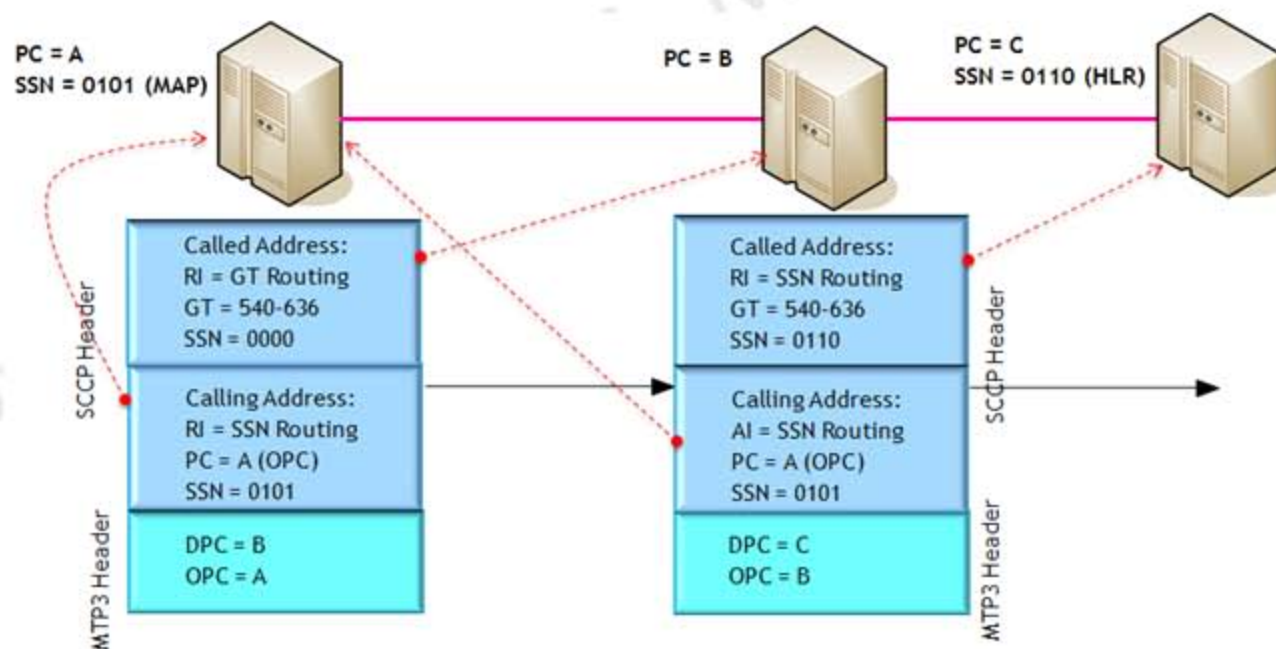 PC = A
SSN = 0101 (MAP)
PC = B
PC = C
SSN = 0110 (HLR)
SCCP Header
Called Address:
RI = GT Routing
GT = 540-636
SSN = 0000
Calling Address:
RI = SSN Routing
PC = A (OPC)
SSN = 0101
MTP3 Header
DPC = B
OPC = A
Called Address:
RI = SSN Routing
GT = 540-636
SSN = 0110
SCCP Header
Calling Address:
AI = SSN Routing
PC = A (OPC)
SSN = 0101
DPC = C
OPC = B
MTP3 Header